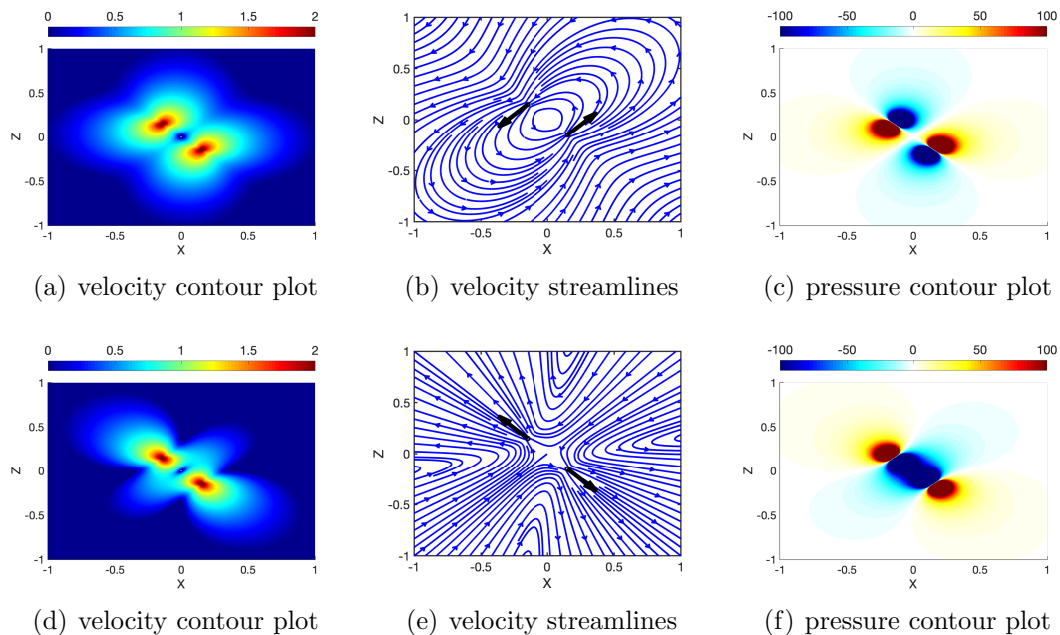 0 0.5 1 1.5 2
1
0.5
0
-0.5
-1
Z
-1 -0.5 0 0.5 1
X
(a) velocity contour plot
1
0.5
0
-0.5
-1
Z
-1 -0.5 0 0.5 1
X
(b) velocity streamlines
-100 -50 0 50 100
1
0.5
0
-0.5
-1
Z
-1 -0.5 0 0.5 1
X
(c) pressure contour plot
0 0.5 1 1.5 2
1
0.5
0
-0.5
-1
Z
-1 -0.5 0 0.5 1
X
(d) velocity contour plot
1
0.5
0
-0.5
-1
Z
-1 -0.5 0 0.5 1
X
(e) velocity streamlines
-100 -50 0 50 100
1
0.5
0
-0.5
-1
Z
-1 -0.5 0 0.5 1
X
(f) pressure contour plot